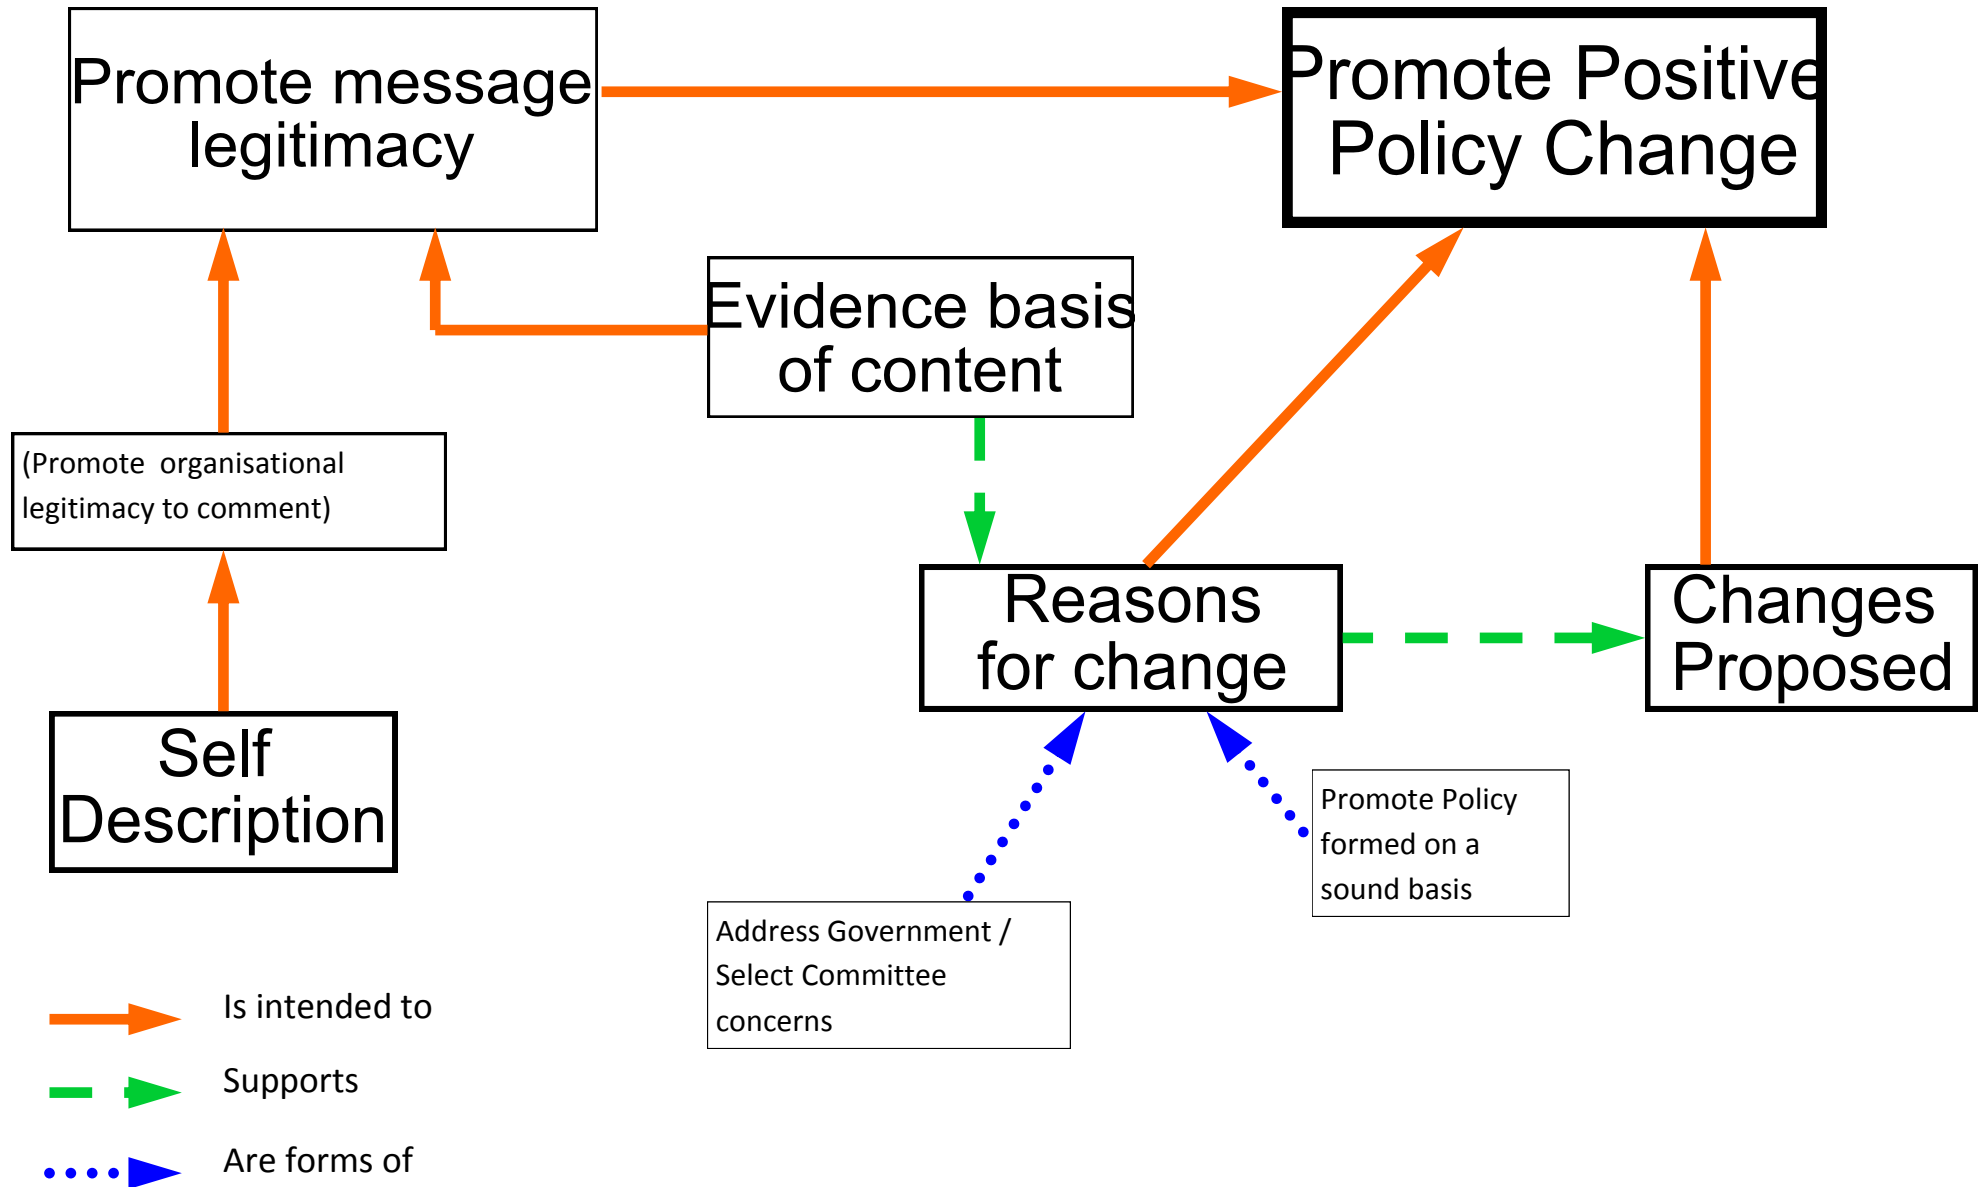 Promote message
legitimacy
Promote Positive
Policy Change
Evidence basis
of content
(Promote organisational
legitimacy to comment)
Reasons
for change
Changes
Proposed
Self
Description
Promote Policy
formed on a
sound basis
Address Government /
Select Committee
concerns
Is intended to
Supports
Are forms of